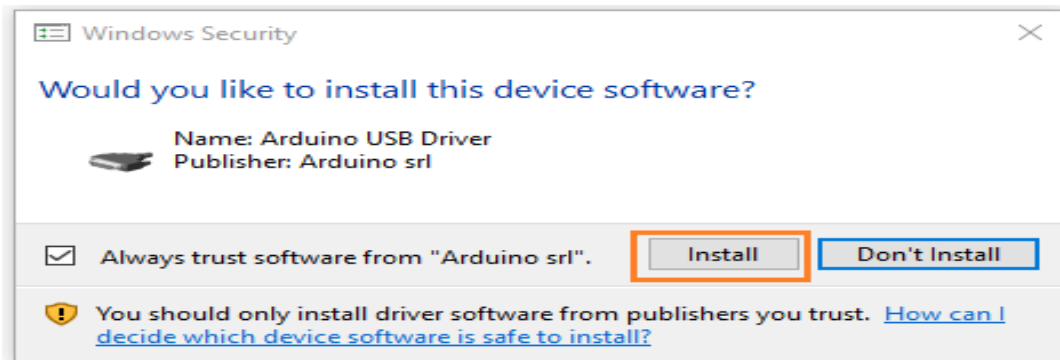 Windows Security
Would you like to install this device software?
Name: Arduino USB Driver
Publisher: Arduino srl
Always trust software from "Arduino srl".
Install
Don't Install
You should only install driver software from publishers you trust. How can I
decide which device software is safe to install?